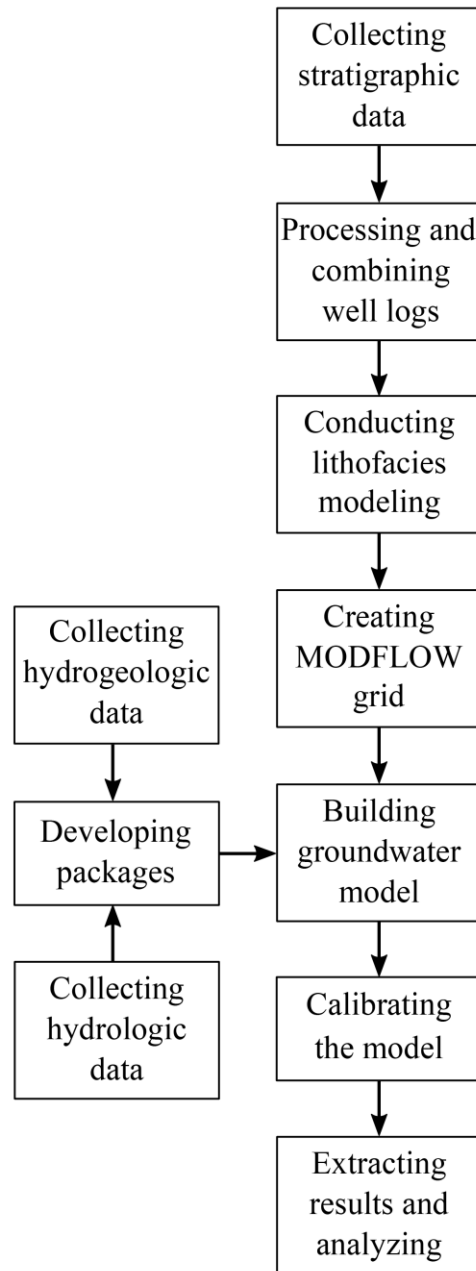 Collecting
stratigraphic
data
Processing and
combining
well logs
Conducting
lithofacies
modeling
Creating
MODFLOW
grid
Collecting
hydrogeologic
data
Developing
packages
Collecting
hydrologic
data
Building
groundwater
model
Calibrating
the model
Extracting
results and
analyzing